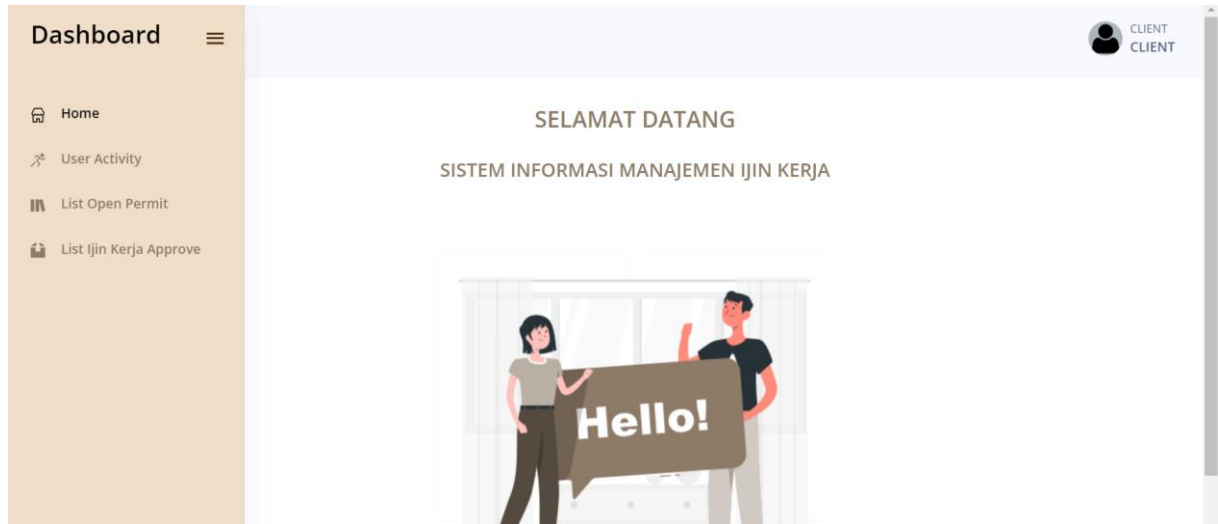 Dashboard
CLIENT
CLIENT
Home
User Activity
List Open Permit
List Ijin Kerja Approve
SELAMAT DATANG
SISTEM INFORMASI MANAJEMEN IJIN KERJA
Hello!